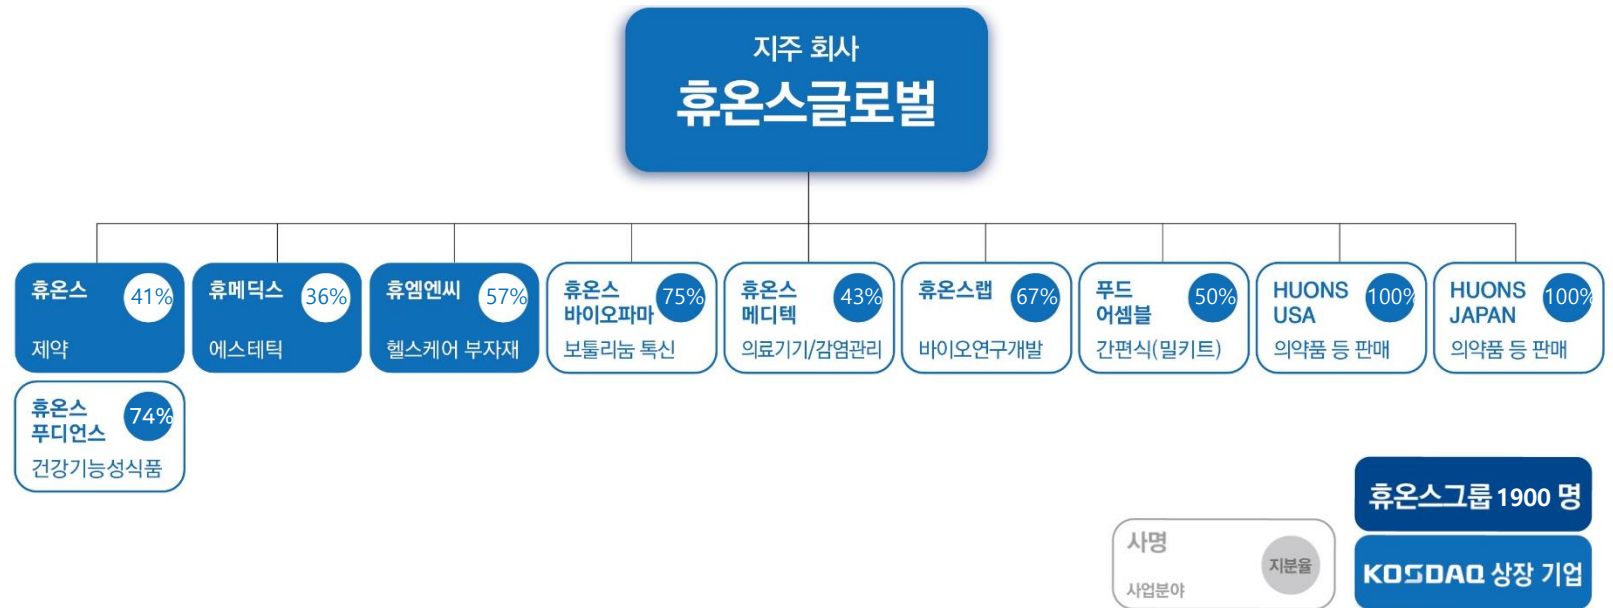 지주 회사
휴온스글로벌
휴온스
41%
제약
휴메딕스
36%
에스테틱
휴엠엔씨
57%
헬스케어 부자재
휴온스
바이오파마
75%
보툴리눔 톡신
휴온스
메디텍
43%
의료기기/감염관리
휴온스랩
67%
바이오연구개발
푸드
어셈블
50%
간편식(밀키트)
HUONS
USA
100%
의약품 등 판매
HUONS
JAPAN
100%
의약품 등 판매
휴온스
푸디언스
74%
건강기능성식품
사명
지분율
사업분야
휴온스그룹 1900 명
KOSDAQ 상장 기업